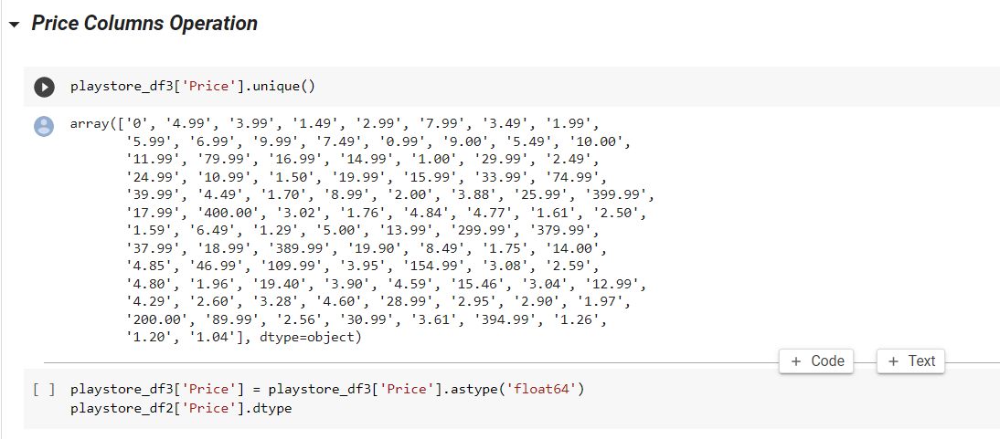 Price Columns Operation
playstore_df3['Price'].unique()
array(['0', '4.99', '3.99', '1.49', '2.99', '7.99', '3.49', '1.99',
'5.99', '6.99', '9.99', '7.49', '0.99', '9.00', '5.49', '10.00',
'11.99', '79.99', '16.99', '14.99', '1.00', '29.99', '2.49',
'24.99', '10.99', '1.50', '19.99', '15.99', '33.99', '74.99',
'39.99', '4.49', '1.70', '8.99', '2.00', '3.88', '25.99', '399.99',
'17.99', '400.00', '3.02', '1.76', '4.84', '4.77', '1.61', '2.50',
'1.59', '6.49', '1.29', '5.00', '13.99', '299.99', '379.99',
'37.99', '18.99', '389.99', '19.90', '8.49', '1.75', '14.00',
'4.85', '46.99', '109.99', '3.95', '154.99', '3.08', '2.59',
'4.80', '1.96', '19.40', '3.90', '4.59', '15.46', '3.04', '12.99',
'4.29', '2.60', '3.28', '4.60', '28.99', '2.95', '2.90', '1.97',
'200.00', '89.99', '2.56', '30.99', '3.61', '394.99', '1.26',
'1.20', '1.04'], dtype=object)
+ Code + Text
[ ] playstore_df3['Price'] = playstore_df3['Price'].astype('float64')
playstore_df2['Price'].dtype